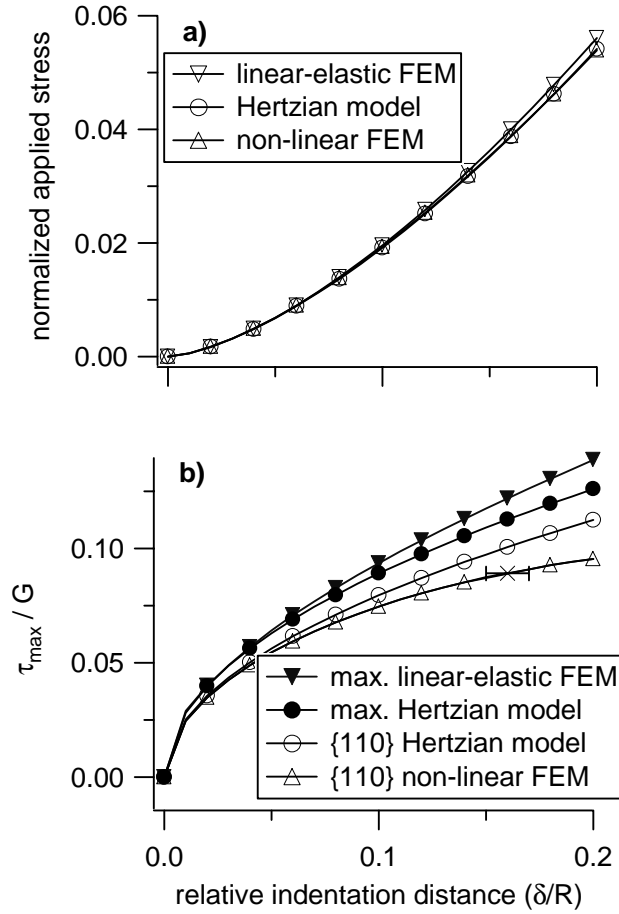 0.06
a)
linear-elastic FEM
Hertzian model
non-linear FEM
0.04
0.02
0.00
normalized applied stress
b)
0.10
0.05
0.00
τmax / G
max. linear-elastic FEM
max. Hertzian model
{110} Hertzian model
{110} non-linear FEM
0.0 0.1 0.2
relative indentation distance (δ/R)